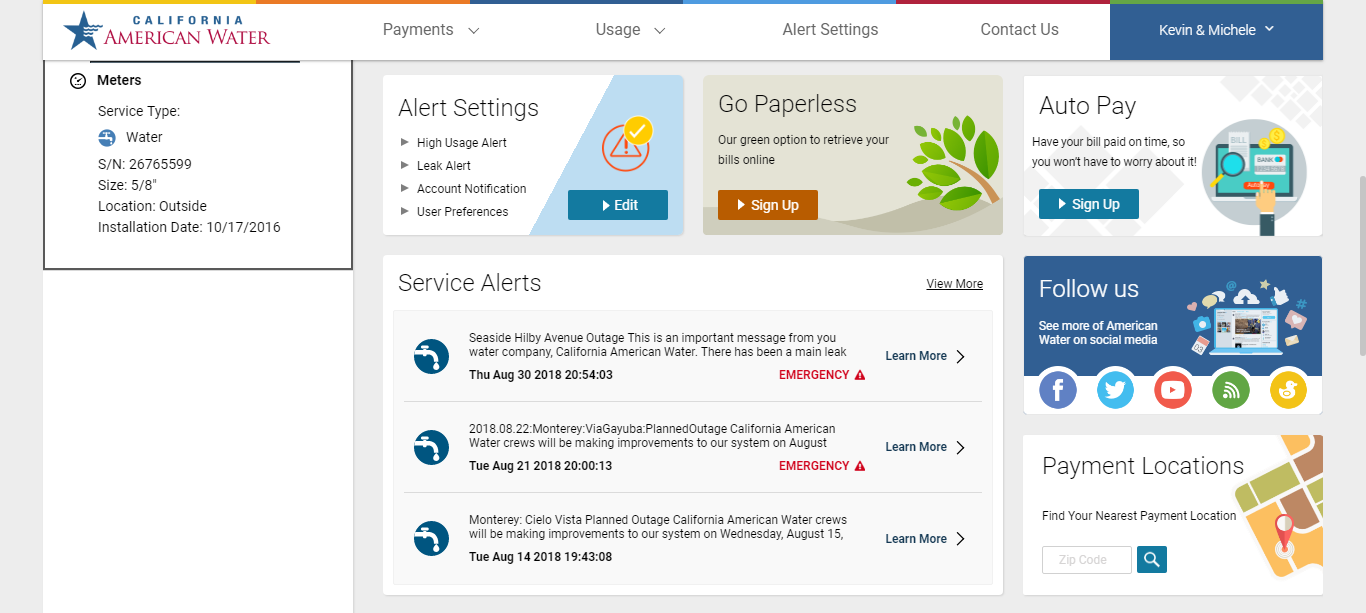 CALIFORNIA
AMERICAN WATER
Payments
Usage
Alert Settings
Contact Us
Kevin & Michele
Meters
Service Type:
Water
S/N: 26765599
Size: 5/8"
Location: Outside
Installation Date: 10/17/2016
Alert Settings
High Usage Alert
Leak Alert
Account Notification
User Preferences
Edit
Go Paperless
Our green option to retrieve your
bills online
Sign Up
Auto Pay
Have your bill paid on time, so
you won't have to worry about it!
Sign Up
BILL
BANK
Auto Pay
Service Alerts
View More
Seaside Hilby Avenue Outage This is an important message from you
water company, California American Water. There has been a main leak
Thu Aug 30 2018 20:54:03
EMERGENCY
Learn More
2018.08.22:Monterey:ViaGayuba:PlannedOutage California American
Water crews will be making improvements to our system on August
Tue Aug 21 2018 20:00:13
EMERGENCY
Learn More
Monterey: Cielo Vista Planned Outage California American Water crews
will be making improvements to our system on Wednesday, August 15,
Tue Aug 14 2018 19:43:08
Learn More
Follow us
See more of American
Water on social media
Payment Locations
Find Your Nearest Payment Location
Zip Code